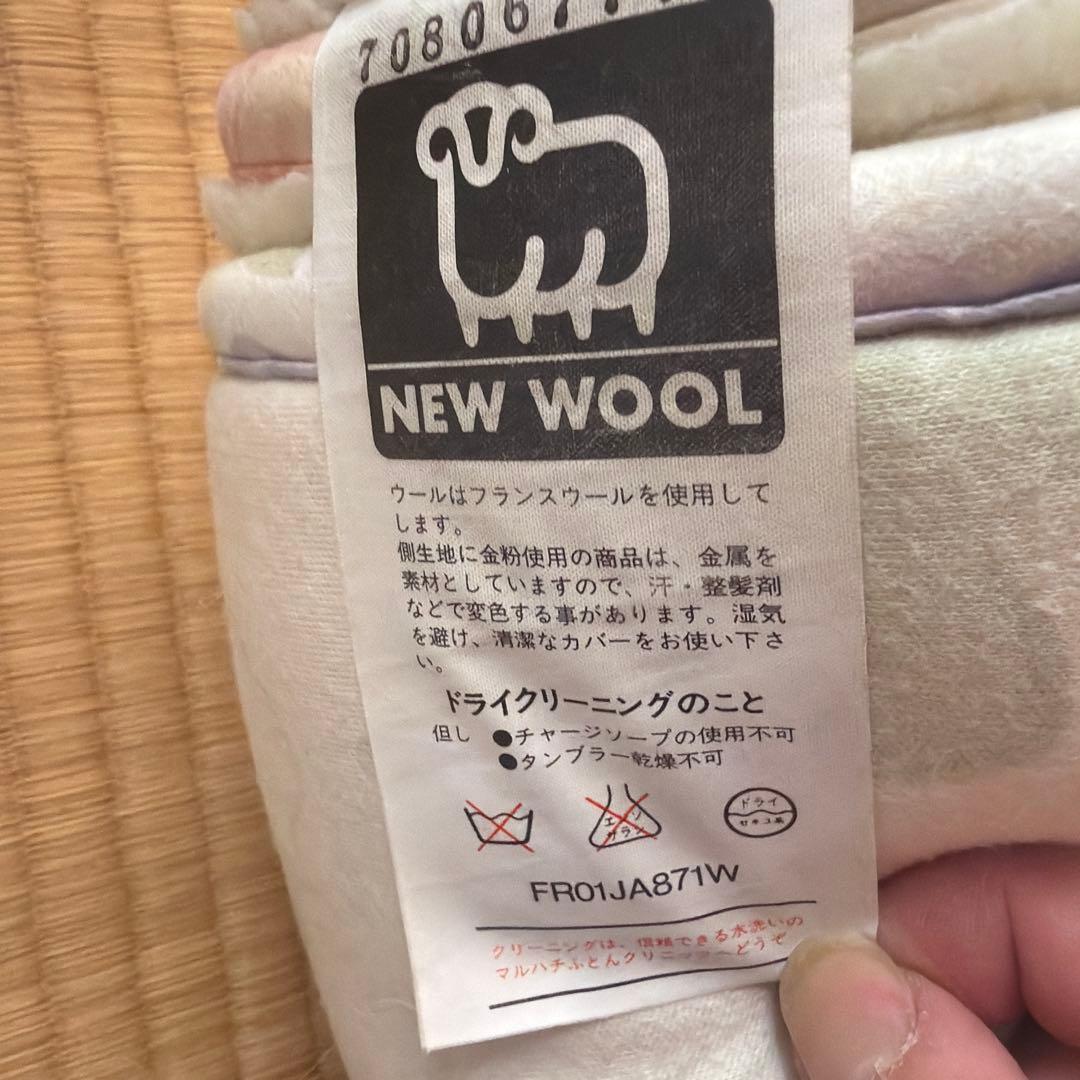 7080677
NEW WOOL
ウールはフランスウールを使用して
します。
側生地に金粉使用の商品は、金属を
素材としていますので、汗・整髪剤
などで変色する事があります。湿気
を避け、清潔なカバーをお使い下さ
い。
ドライクリーニングのこと
但し ●チャージソープの使用不可
●タンブラー乾燥不可
エンソ
サラシ
ドライ
セキユ系
FR01JA871W
クリーニングは、信頼できる水洗いの
マルハチふとんクリニックへどうぞ